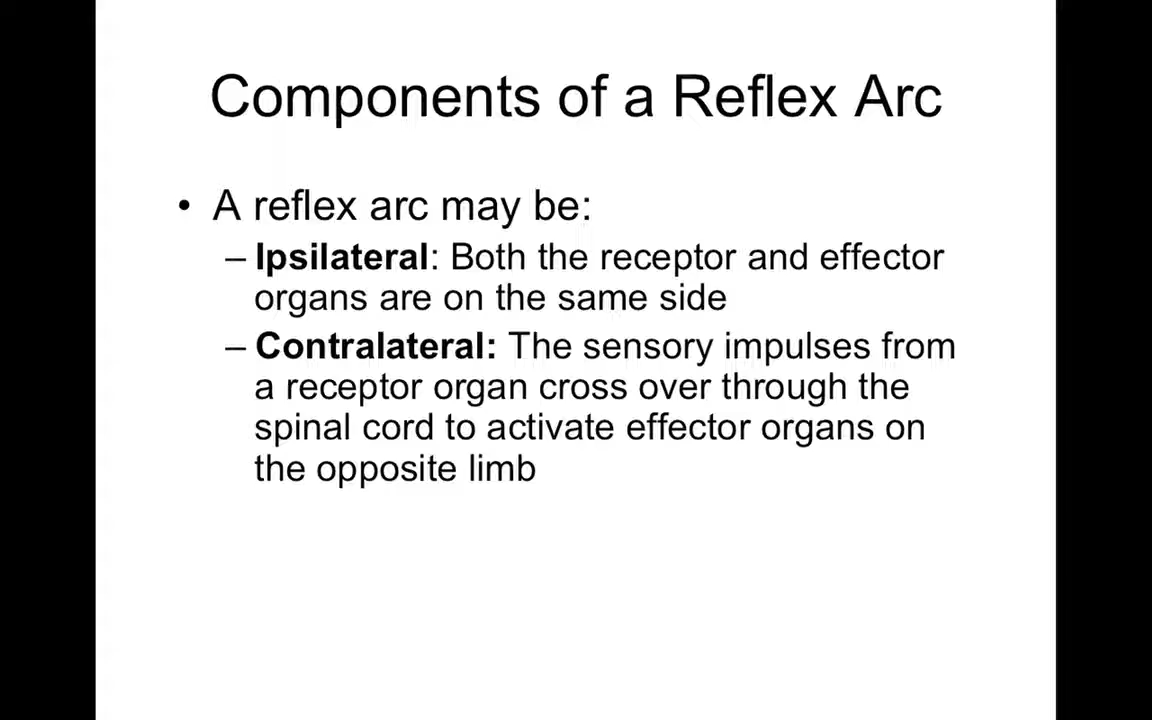 Components of a Reflex Arc
• A reflex arc may be:
– Ipsilateral: Both the receptor and effector
organs are on the same side
– Contralateral: The sensory impulses from
a receptor organ cross over through the
spinal cord to activate effector organs on
the opposite limb